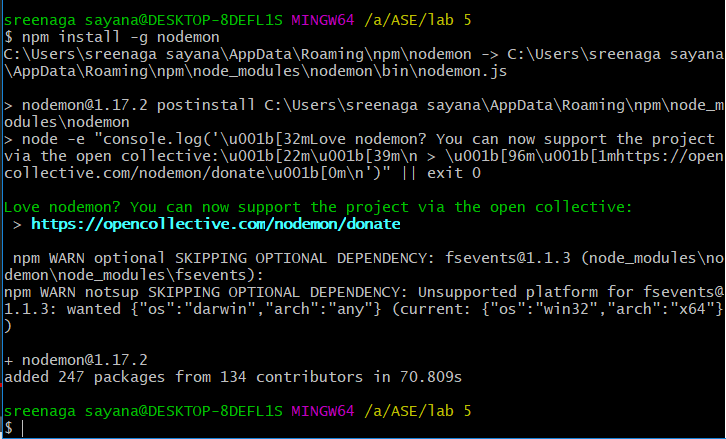 sreenaga sayana@DESKTOP-8DEFL1S MINGW64 /a/ASE/lab 5
$ npm install -g nodemon
C:\Users\sreenaga sayana\AppData\Roaming\npm\nodemon -> C:\Users\sreenaga sayana
\AppData\Roaming\npm\node_modules\nodemon\bin\nodemon.js
> nodemon@1.17.2 postinstall C:\Users\sreenaga sayana\AppData\Roaming\npm\node_m
odules\nodemon
> node -e "console.log('\u001b[32mLove nodemon? You can now support the project
via the open collective:\u001b[22m\u001b[39m\n > \u001b[96m\u001b[1mhttps://open
collective.com/nodemon/donate\u001b[0m\n')" || exit 0
Love nodemon? You can now support the project via the open collective:
> https://opencollective.com/nodemon/donate
npm WARN optional SKIPPING OPTIONAL DEPENDENCY: fsevents@1.1.3 (node_modules\no
demon\node_modules\fsevents):
npm WARN notsup SKIPPING OPTIONAL DEPENDENCY: Unsupported platform for fsevents@
1.1.3: wanted {"os":"darwin","arch":"any"} (current: {"os":"win32","arch":"x64"}
)
+ nodemon@1.17.2
added 247 packages from 134 contributors in 70.809s
sreenaga sayana@DESKTOP-8DEFL1S MINGW64 /a/ASE/lab 5
$